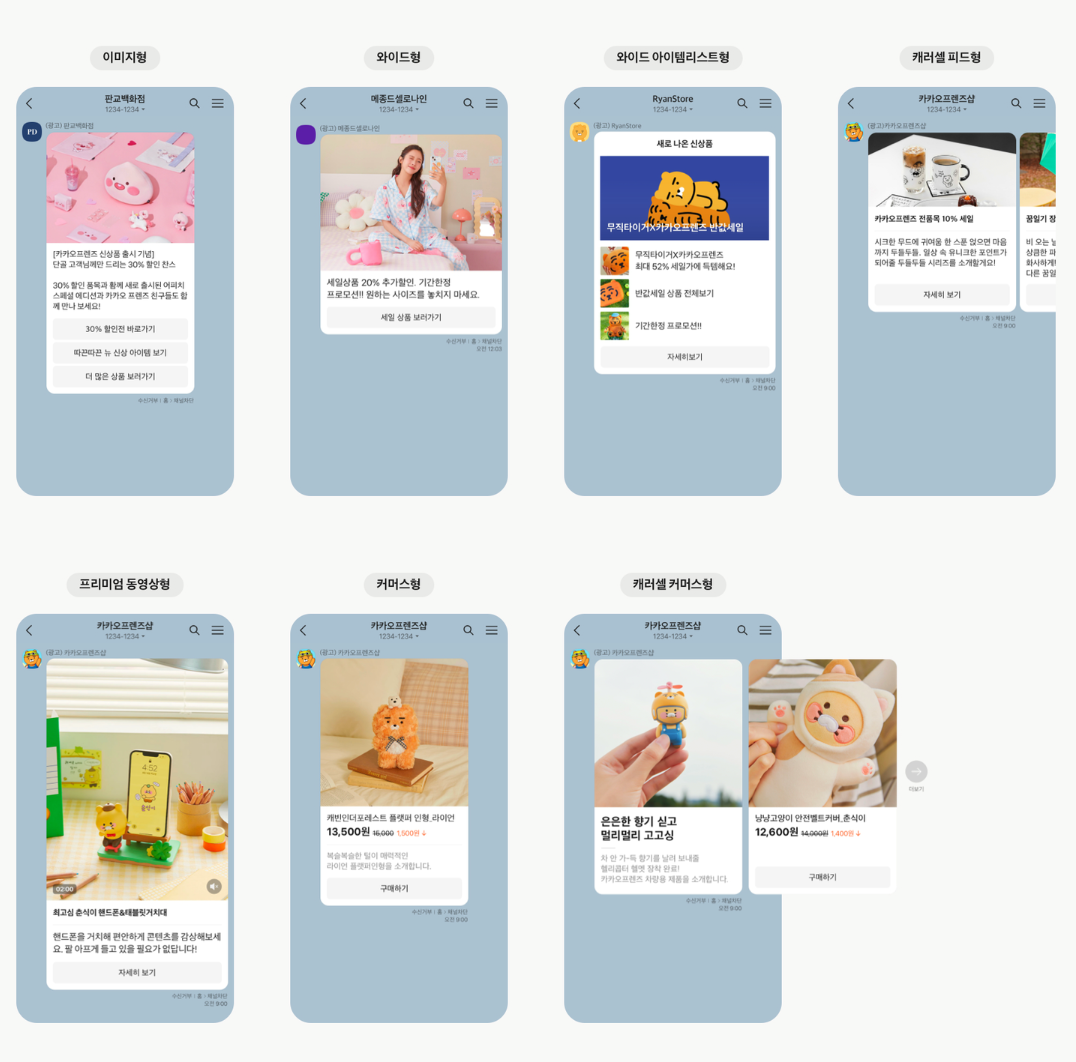 이미지형
와이드형
와이드 아이템리스트형
캐러셀 피드형
판교백화점
1234-1234
PD
(광고) 판교백화점
[카카오프렌즈 신상품 출시 기념]
단골 고객님께만 드리는 30% 할인 찬스
30% 할인 품목과 함께 새로 출시된 어피치
스페셜 에디션과 카카오 프렌즈 친구들도 함
께 만나 보세요!
30% 할인전 바로가기
따끈따끈 뉴 신상 아이템 보기
더 많은 상품 보러가기
수신거부 | 홈 > 채널차단
메종드셀로나인
1234-1234
(광고) 메종드셀로나인
세일상품 20% 추가할인. 기간한정
프로모션!! 원하는 사이즈를 놓치지 마세요.
세일 상품 보러가기
수신거부 | 홈 > 채널차단
오전 12:03
RyanStore
1234-1234
(광고) RyanStore
새로 나온 신상품
무직타이거X카카오프렌즈 반값세일
무직타이거X카카오프렌즈
최대 52% 세일가에 득템해요!
반값세일 상품 전체보기
기간한정 프로모션!!
자세히보기
수신거부 | 홈 > 채널차단
오전 9:00
카카오프렌즈샵
1234-1234
(광고)카카오프렌즈샵
카카오프렌즈 전품목 10% 세일
시크한 무드에 귀여움 한 스푼 얹으면 마음
까지 두둠두둠. 일상 속 유니크한 포인트가
되어줄 두둠두둠 시리즈를 소개할게요!
자세히 보기
꿈일기 장
비 오는 날
상큼한 파
화사하게!
다른 꿈일
수신거부 | 홈 > 채널차단
오전 9:00
프리미엄 동영상형
커머스형
캐러셀 커머스형
카카오프렌즈샵
1234-1234
(광고) 카카오프렌즈샵
4:52
02:00
최고심 춘식이 핸드폰&태블릿거치대
핸드폰을 거치해 편안하게 콘텐츠를 감상해보세
요. 팔 아프게 들고 있을 필요가 없답니다!
자세히 보기
수신거부 | 홈 > 채널차단
오전 9:00
카카오프렌즈샵
1234-1234
(광고) 카카오프렌즈샵
캐빈인더포레스트 플랫퍼 인형_라이언
13,500원 15,000 1,500원↓
복슬복슬한 털이 매력적인
라이언 플랫퍼인형을 소개합니다.
구매하기
수신거부 | 홈 > 채널차단
오전 9:00
카카오프렌즈샵
1234-1234
(광고) 카카오프렌즈샵
은은한 향기 싣고
멀리멀리 고고싱
차 안 가~득 향기를 날려 보내줄
헬리콥터 헬멧 장착 완료!
카카오프렌즈 차량용 제품을 소개합니다.
냥냥고양이 안전벨트커버_춘식이
12,600원 14,000원 1,400원↓
구매하기
더보기
수신거부 | 홈 > 채널차단
오전 9:00